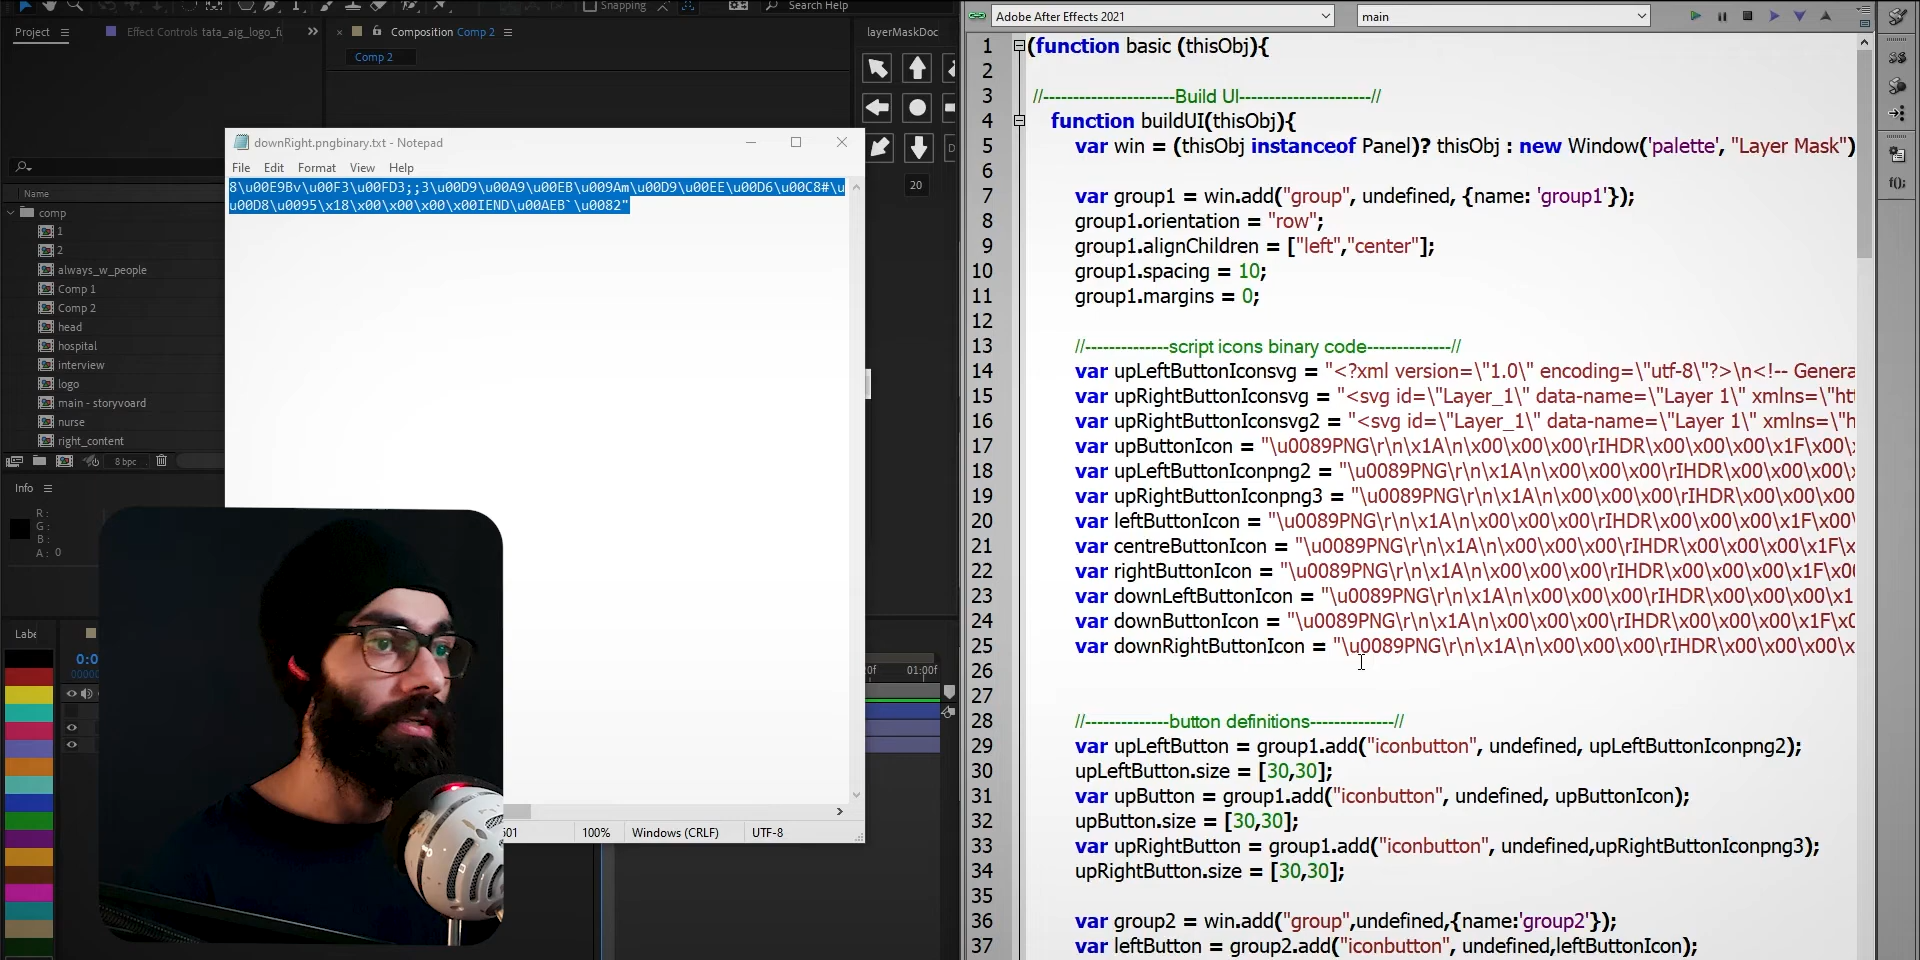 Snapping
Search Help
Project
Effect Controls tata_aig_logo_fu
Composition Comp 2
Comp 2
layerMaskDoc
Name
comp
1
2
always_w_people
Comp 1
Comp 2
head
hospital
interview
logo
main - storyvoard
nurse
right_content
8 bpc
Info
R :
G :
B :
A : 0
20
downRight.pngbinary.txt - Notepad
File Edit Format View Help
8\u00E9Bv\u00F3\u00FD3;;3\u00D9\u00A9\u00EB\u009Am\u00D9\u00EE\u00D6\u00C8#\u
u00D8\u0095\x18\x00\x00\x00\x00IEND\u00AEB`\u0082"
100%
Windows (CRLF)
UTF-8
01:00f
Adobe After Effects 2021
main
1 (function basic (thisObj){
2
3 //----------------------Build UI----------------------//
4 function buildUI(thisObj){
5 var win = (thisObj instanceof Panel)? thisObj : new Window('palette', "Layer Mask")
6
7 var group1 = win.add("group", undefined, {name: 'group1'});
8 group1.orientation = "row";
9 group1.alignChildren = ["left","center"];
10 group1.spacing = 10;
11 group1.margins = 0;
12
13 //--------------script icons binary code--------------//
14 var upLeftButtonIconsvg = "<?xml version=\"1.0\" encoding=\"utf-8\"?>\n<!-- Genera
15 var upRightButtonIconsvg = "<svg id=\"Layer_1\" data-name=\"Layer 1\" xmlns=\"htt
16 var upRightButtonIconsvg2 = "<svg id=\"Layer_1\" data-name=\"Layer 1\" xmlns=\"h
17 var upButtonIcon = "\u0089PNG\r\n\x1A\n\x00\x00\x00\rIHDR\x00\x00\x00\x1F\x00\
18 var upLeftButtonIconpng2 = "\u0089PNG\r\n\x1A\n\x00\x00\x00\rIHDR\x00\x00\x00
19 var upRightButtonIconpng3 = "\u0089PNG\r\n\x1A\n\x00\x00\x00\rIHDR\x00\x00\x00
20 var leftButtonIcon = "\u0089PNG\r\n\x1A\n\x00\x00\x00\rIHDR\x00\x00\x00\x1F\x00\
21 var centreButtonIcon = "\u0089PNG\r\n\x1A\n\x00\x00\x00\rIHDR\x00\x00\x00\x1F\x
22 var rightButtonIcon = "\u0089PNG\r\n\x1A\n\x00\x00\x00\rIHDR\x00\x00\x00\x1F\x00
23 var downLeftButtonIcon = "\u0089PNG\r\n\x1A\n\x00\x00\x00\rIHDR\x00\x00\x00\x1
24 var downButtonIcon = "\u0089PNG\r\n\x1A\n\x00\x00\x00\rIHDR\x00\x00\x00\x1F\x0
25 var downRightButtonIcon = "\u0089PNG\r\n\x1A\n\x00\x00\x00\rIHDR\x00\x00\x00\x
26
27
28 //--------------button definitions--------------//
29 var upLeftButton = group1.add("iconbutton", undefined, upLeftButtonIconpng2);
30 upLeftButton.size = [30,30];
31 var upButton = group1.add("iconbutton", undefined, upButtonIcon);
32 upButton.size = [30,30];
33 var upRightButton = group1.add("iconbutton", undefined,upRightButtonIconpng3);
34 upRightButton.size = [30,30];
35
36 var group2 = win.add("group",undefined,{name:'group2'});
37 var leftButton = group2.add("iconbutton", undefined,leftButtonIcon);